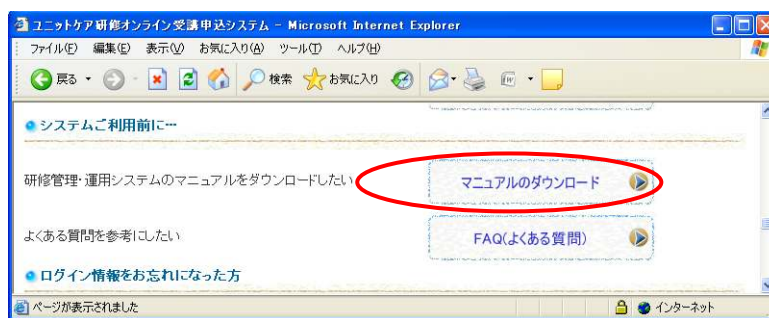 ユニットケア研修オンライン受講申込システム - Microsoft Internet Explorer
ファイル(F) 編集(E) 表示(V) お気に入り(A) ツール(T) ヘルプ(H)
戻る 検索 お気に入り
システムご利用前に…
研修管理・運用システムのマニュアルをダウンロードしたい マニュアルのダウンロード
よくある質問を参考にしたい FAQ(よくある質問)
ログイン情報をお忘れになった方
ページが表示されました インターネット